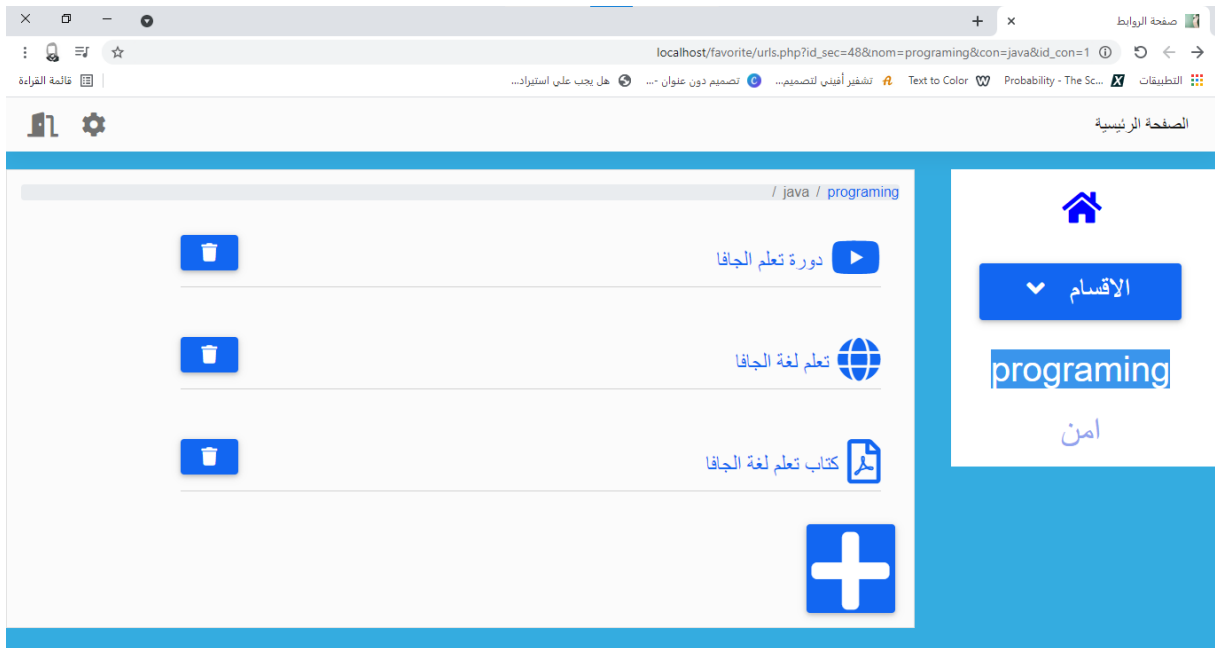 صفحة الروابط
localhost/favorite/urls.php?id_sec=48&nom=programing&con=java&id_con=1
التطبيقات Probability - The Sc... Text to Color تشفير أفيني لتصميم... تصميم دون عنوان -... هل يجب علي استيراد... قائمة القراءة
الصفحة الرئيسية
programing / java /
الاقسام
programing
امن
دورة تعلم الجافا
تعلم لغة الجافا
كتاب تعلم لغة الجافا